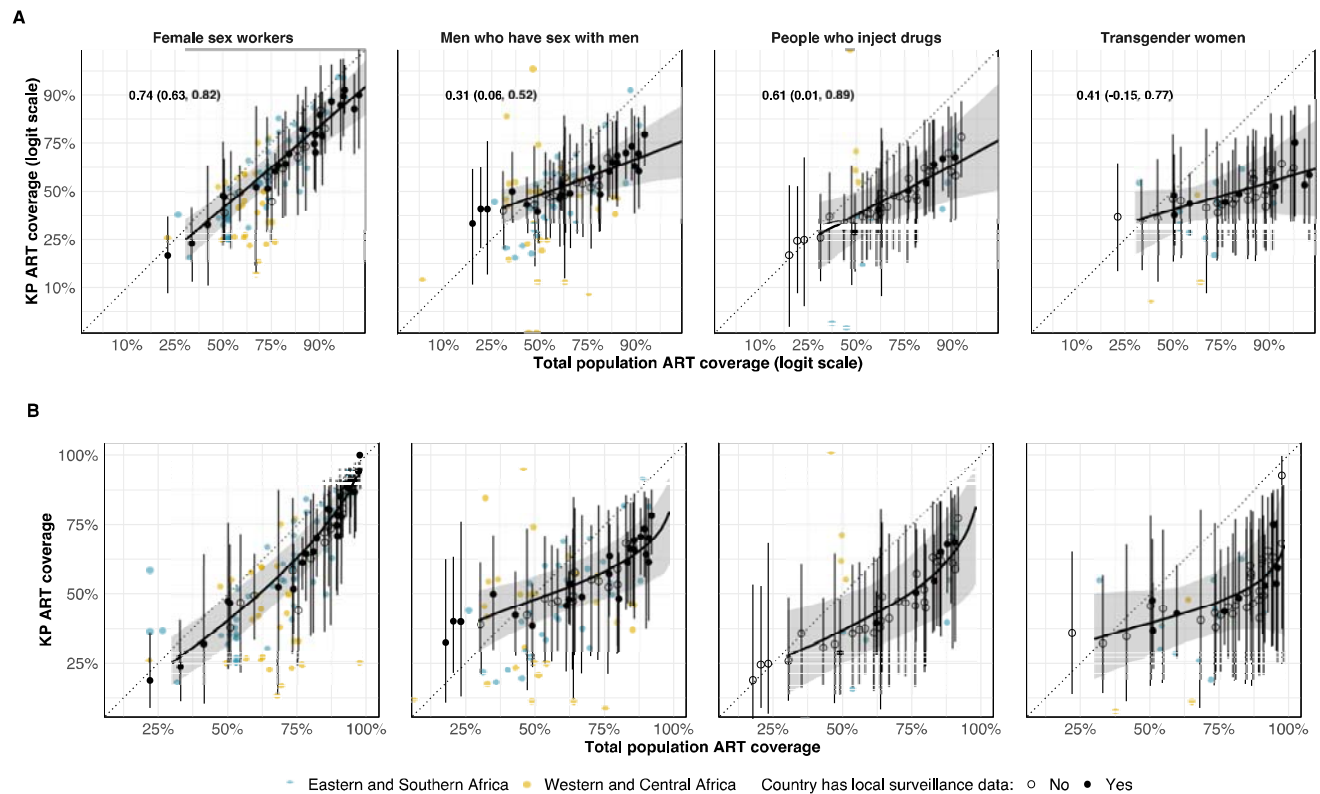 A
Female sex workers
Men who have sex with men
People who inject drugs
Transgender women
KP ART coverage (logit scale)
90%
75%
50%
25%
10%
0.74 (0.63, 0.82)
0.31 (0.06, 0.52)
0.61 (0.01, 0.89)
0.41 (-0.15, 0.77)
10% 25% 50% 75% 90%
10% 25% 50% 75% 90%
10% 25% 50% 75% 90%
10% 25% 50% 75% 90%
Total population ART coverage (logit scale)
B
KP ART coverage
100%
75%
50%
25%
25% 50% 75% 100%
25% 50% 75% 100%
25% 50% 75% 100%
25% 50% 75% 100%
Total population ART coverage
Eastern and Southern Africa Western and Central Africa Country has local surveillance data: No Yes